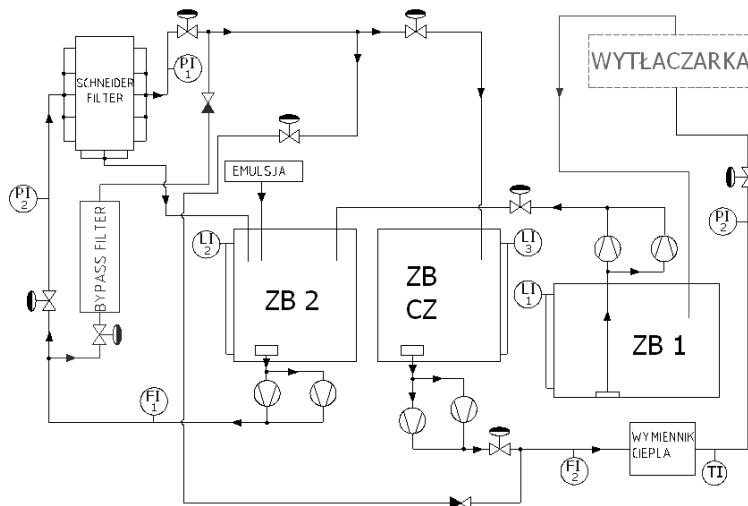 SCHNEIDER
FILTER
PI
1
WYTŁACZARKA
EMULSJA
PI
2
PI
2
BYPASS FILTER
LI
2
ZB 2
ZB
CZ
LI
3
LI
1
ZB 1
FI
1
WYMIENNIK
CIEPŁA
FI
2
TI